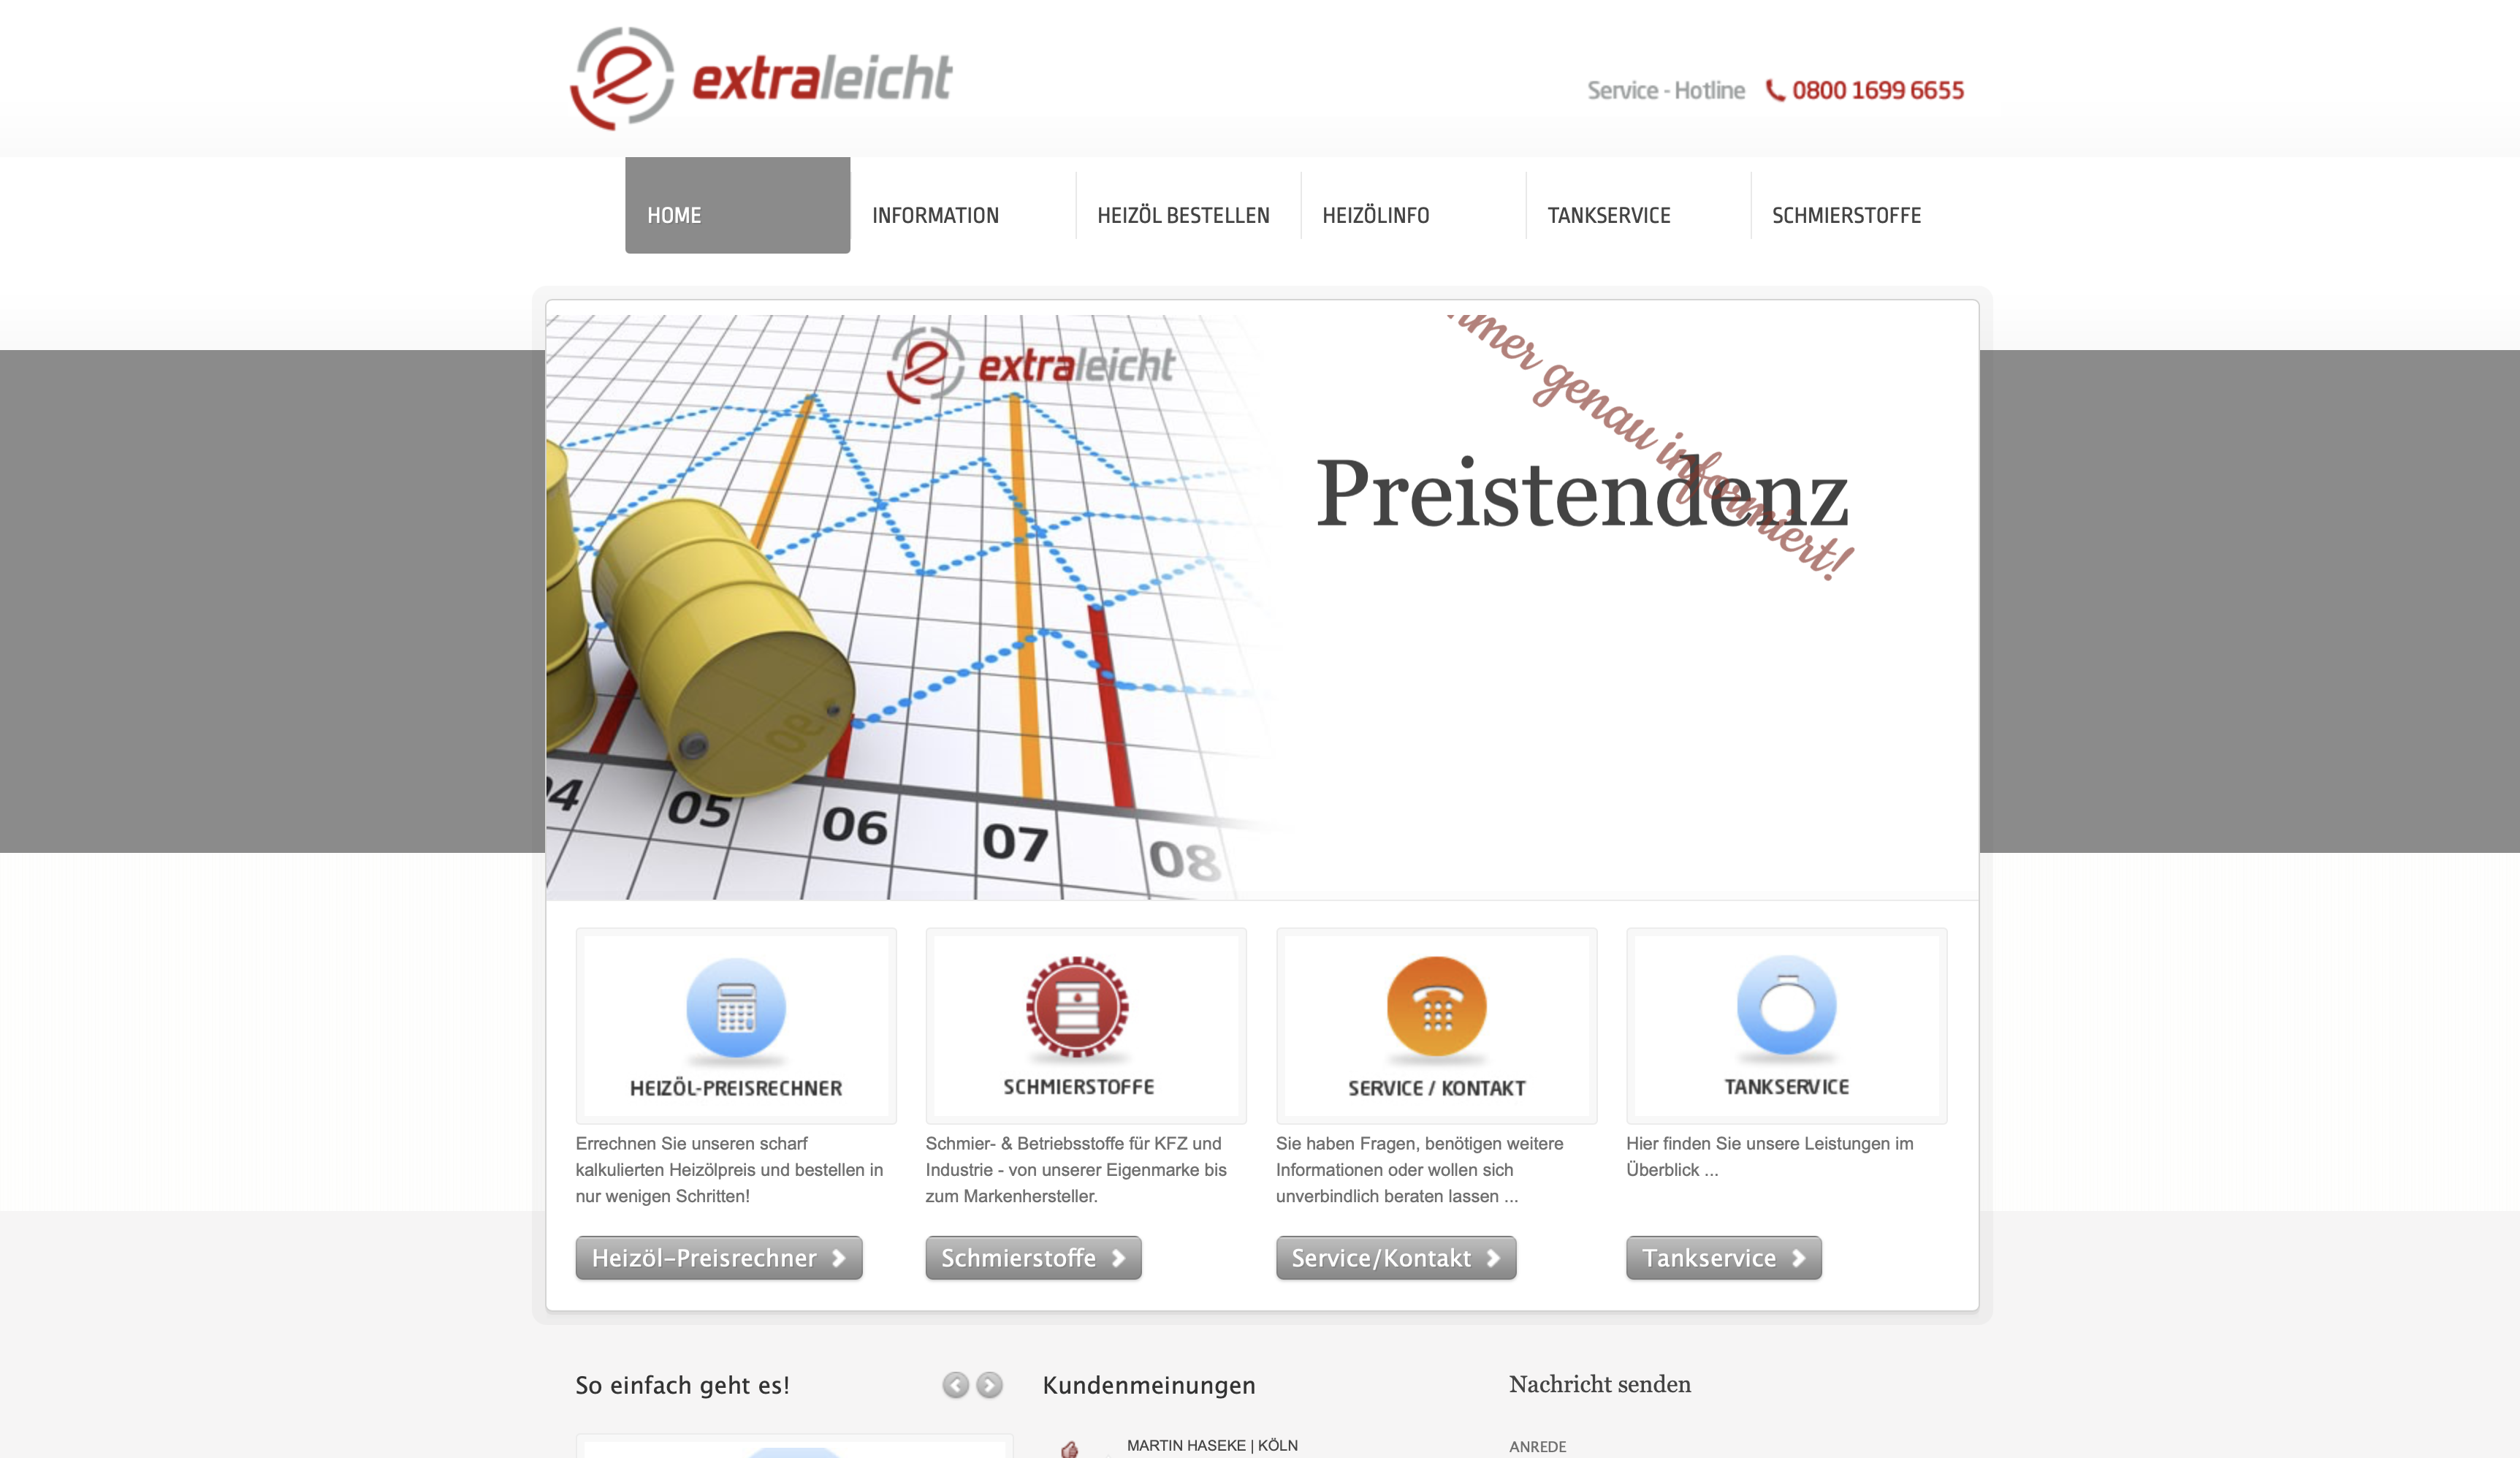 extraleicht
Service - Hotline 0800 1699 6655
HOME
INFORMATION
HEIZÖL BESTELLEN
HEIZÖLINFO
TANKSERVICE
SCHMIERSTOFFE
extraleicht
genau informiert!
Preistendenz
05
06
07
08
HEIZÖL-PREISRECHNER
Errechnen Sie unseren scharf
kalkulierten Heizölpreis und bestellen in
nur wenigen Schritten!
Heizöl-Preisrechner
SCHMIERSTOFFE
Schmier- & Betriebsstoffe für KFZ und
Industrie - von unserer Eigenmarke bis
zum Markenhersteller.
Schmierstoffe
SERVICE / KONTAKT
Sie haben Fragen, benötigen weitere
Informationen oder wollen sich
unverbindlich beraten lassen ...
Service/Kontakt
TANKSERVICE
Hier finden Sie unsere Leistungen im
Überblick ...
Tankservice
So einfach geht es!
Kundenmeinungen
MARTIN HASEKE | KÖLN
Nachricht senden
ANREDE